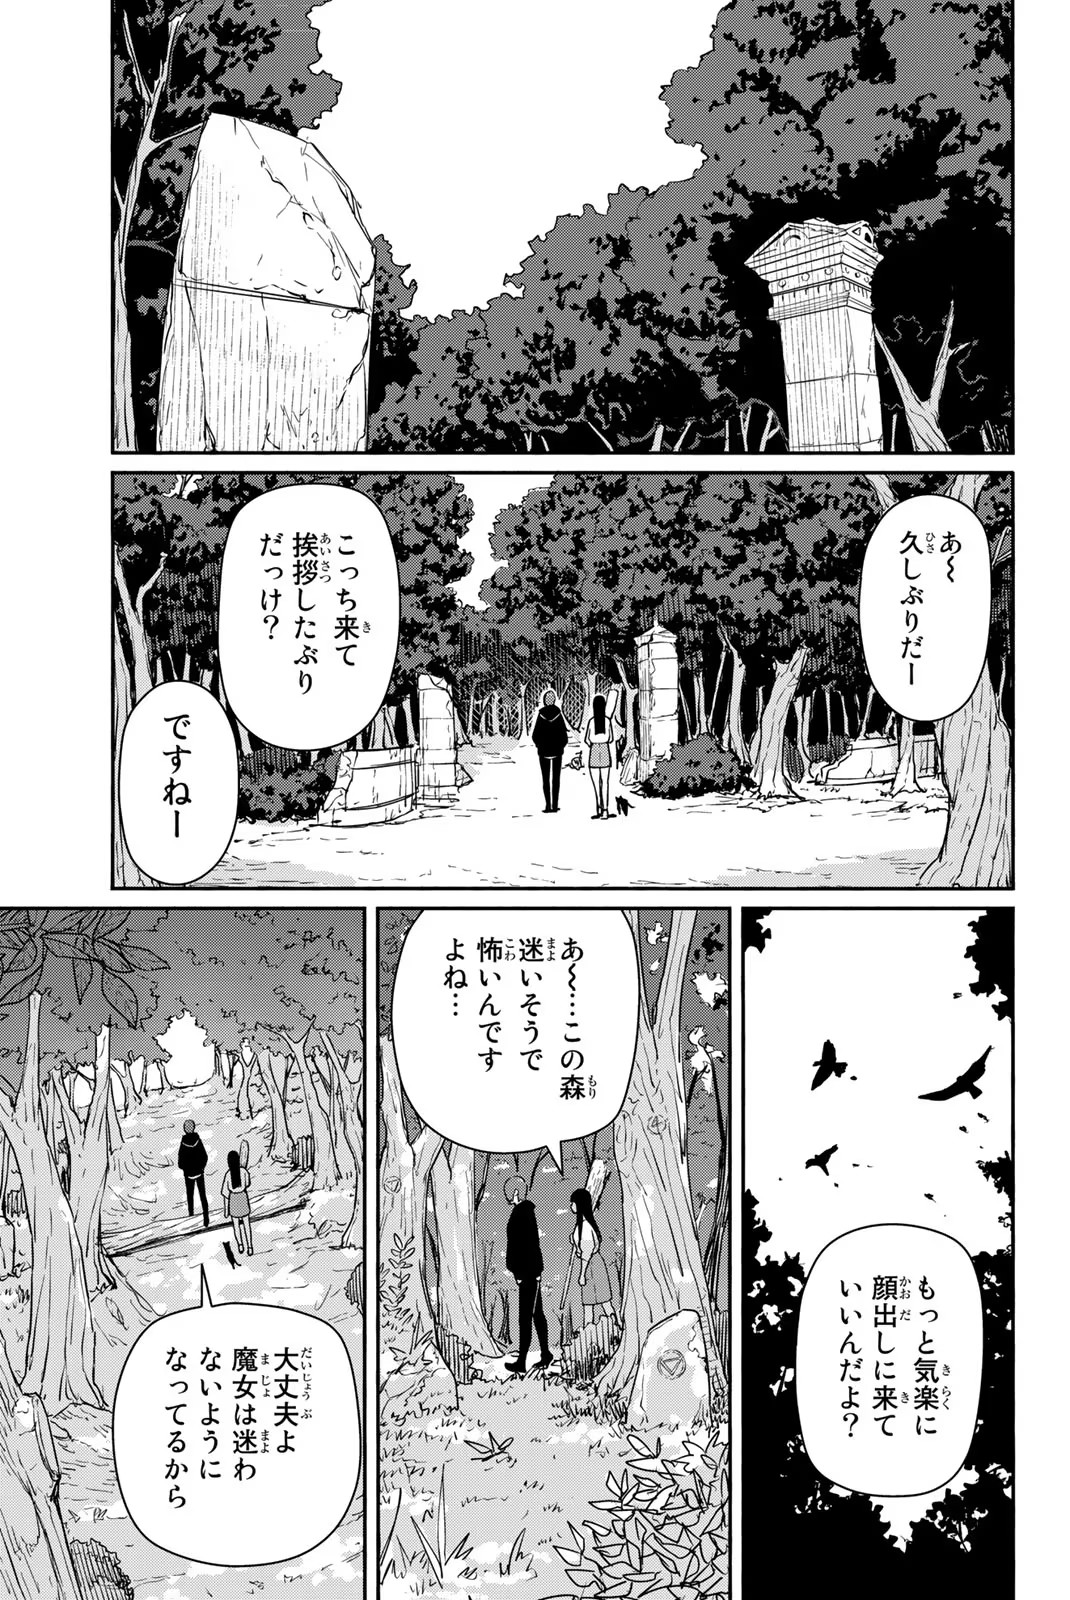 あ〜
久しぶりだー
こっち来て
挨拶したぶり
だっけ？
ですねー
もっと気楽に
顔出しに来て
いいんだよ？
あ〜…この森
迷いそうで
怖いんです
よね…
大丈夫よ
魔女は迷わ
ないように
なってるから